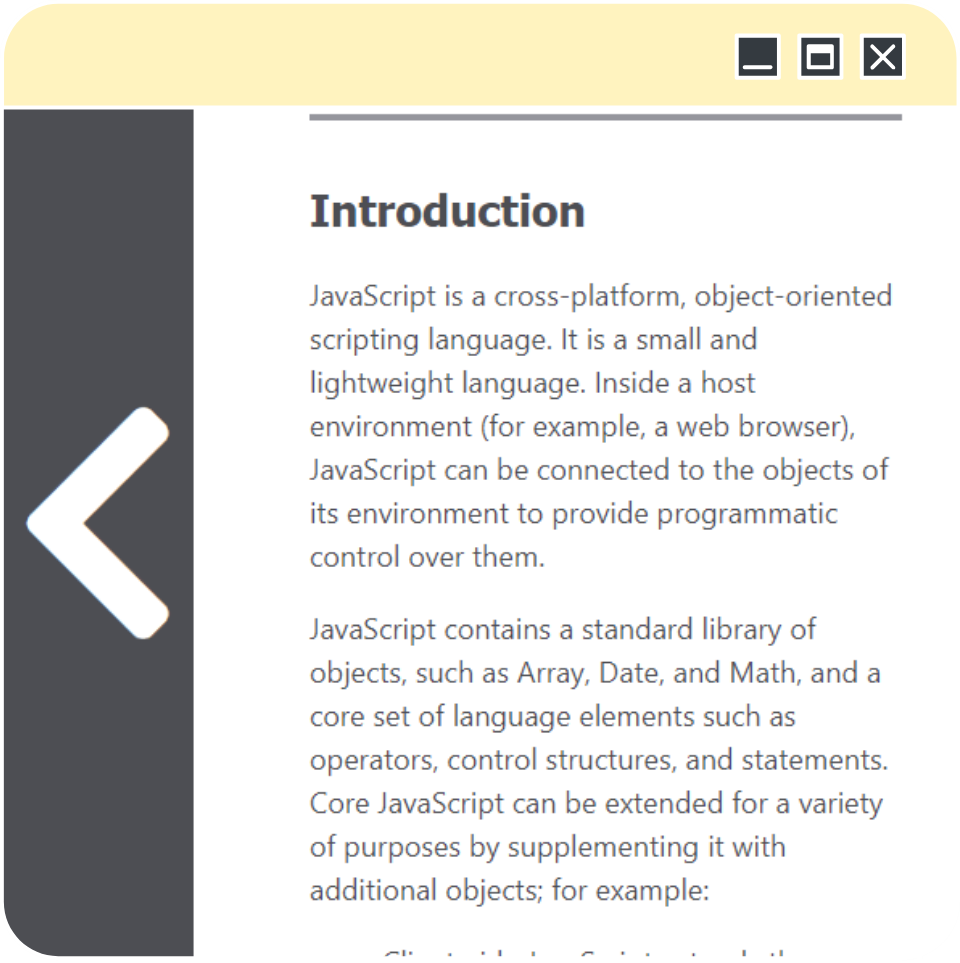 Introduction
JavaScript is a cross-platform, object-oriented
scripting language. It is a small and
lightweight language. Inside a host
environment (for example, a web browser),
JavaScript can be connected to the objects of
its environment to provide programmatic
control over them.
JavaScript contains a standard library of
objects, such as Array, Date, and Math, and a
core set of language elements such as
operators, control structures, and statements.
Core JavaScript can be extended for a variety
of purposes by supplementing it with
additional objects; for example: